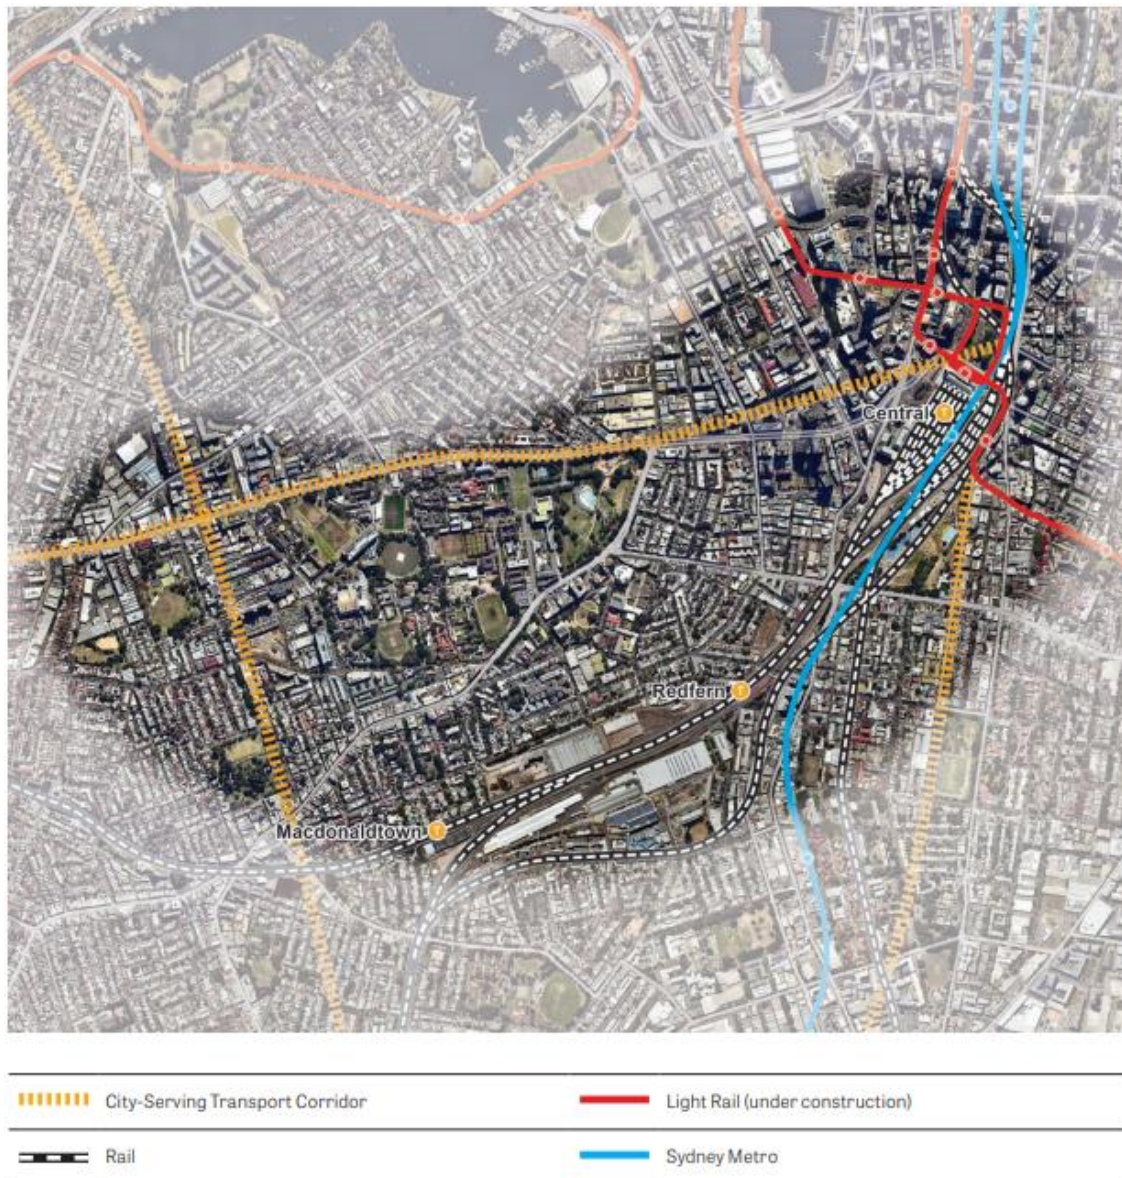 Central
T
Redfern
T
Macdonaldtown
T
City-Serving Transport Corridor
Light Rail (under construction)
Rail
Sydney Metro